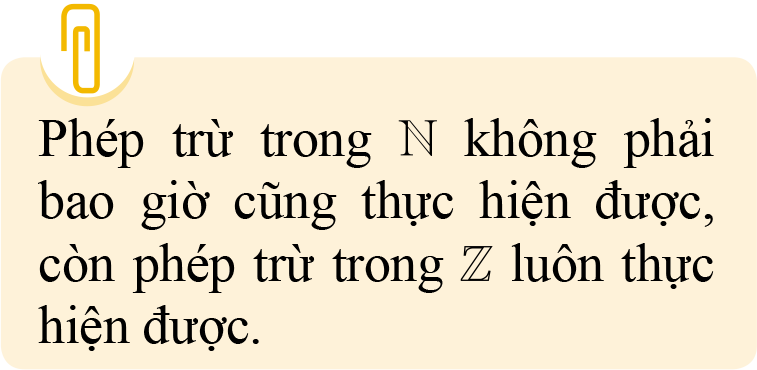 Phép trừ trong ℕ không phải
bao giờ cũng thực hiện được,
còn phép trừ trong ℤ luôn thực
hiện được.